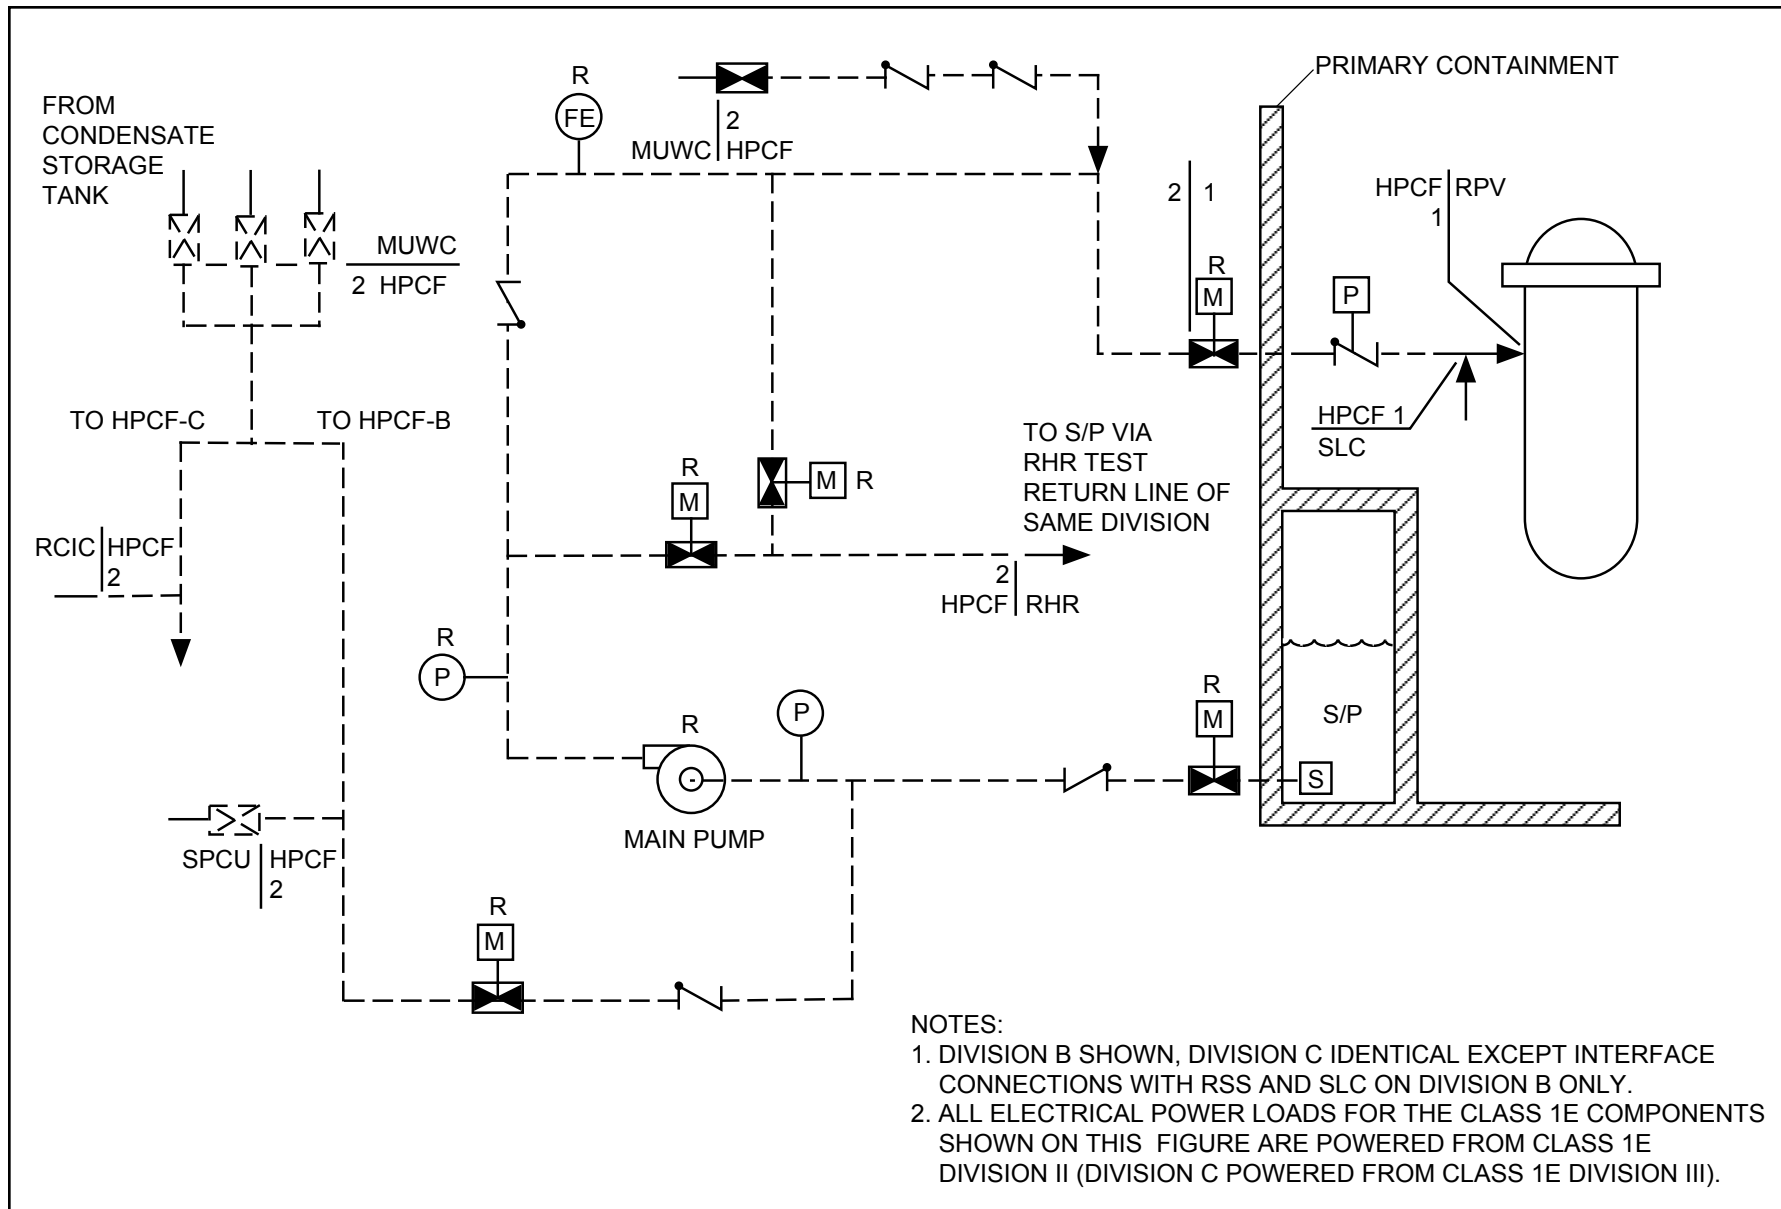 FROM
CONDENSATE
STORAGE
TANK
R
FE
2
MUWC HPCF
PRIMARY CONTAINMENT
2 1
HPCF RPV
1
MUWC
2 HPCF
R
M
P
TO HPCF-C
TO HPCF-B
HPCF 1
SLC
TO S/P VIA
RHR TEST
RETURN LINE OF
SAME DIVISION
R
M
M R
RCIC HPCF
2
2
HPCF RHR
R
P
R
MAIN PUMP
P
R
M
S/P
S
SPCU HPCF
2
R
M
NOTES:
1. DIVISION B SHOWN, DIVISION C IDENTICAL EXCEPT INTERFACE
CONNECTIONS WITH RSS AND SLC ON DIVISION B ONLY.
2. ALL ELECTRICAL POWER LOADS FOR THE CLASS 1E COMPONENTS
SHOWN ON THIS FIGURE ARE POWERED FROM CLASS 1E
DIVISION II (DIVISION C POWERED FROM CLASS 1E DIVISION III).